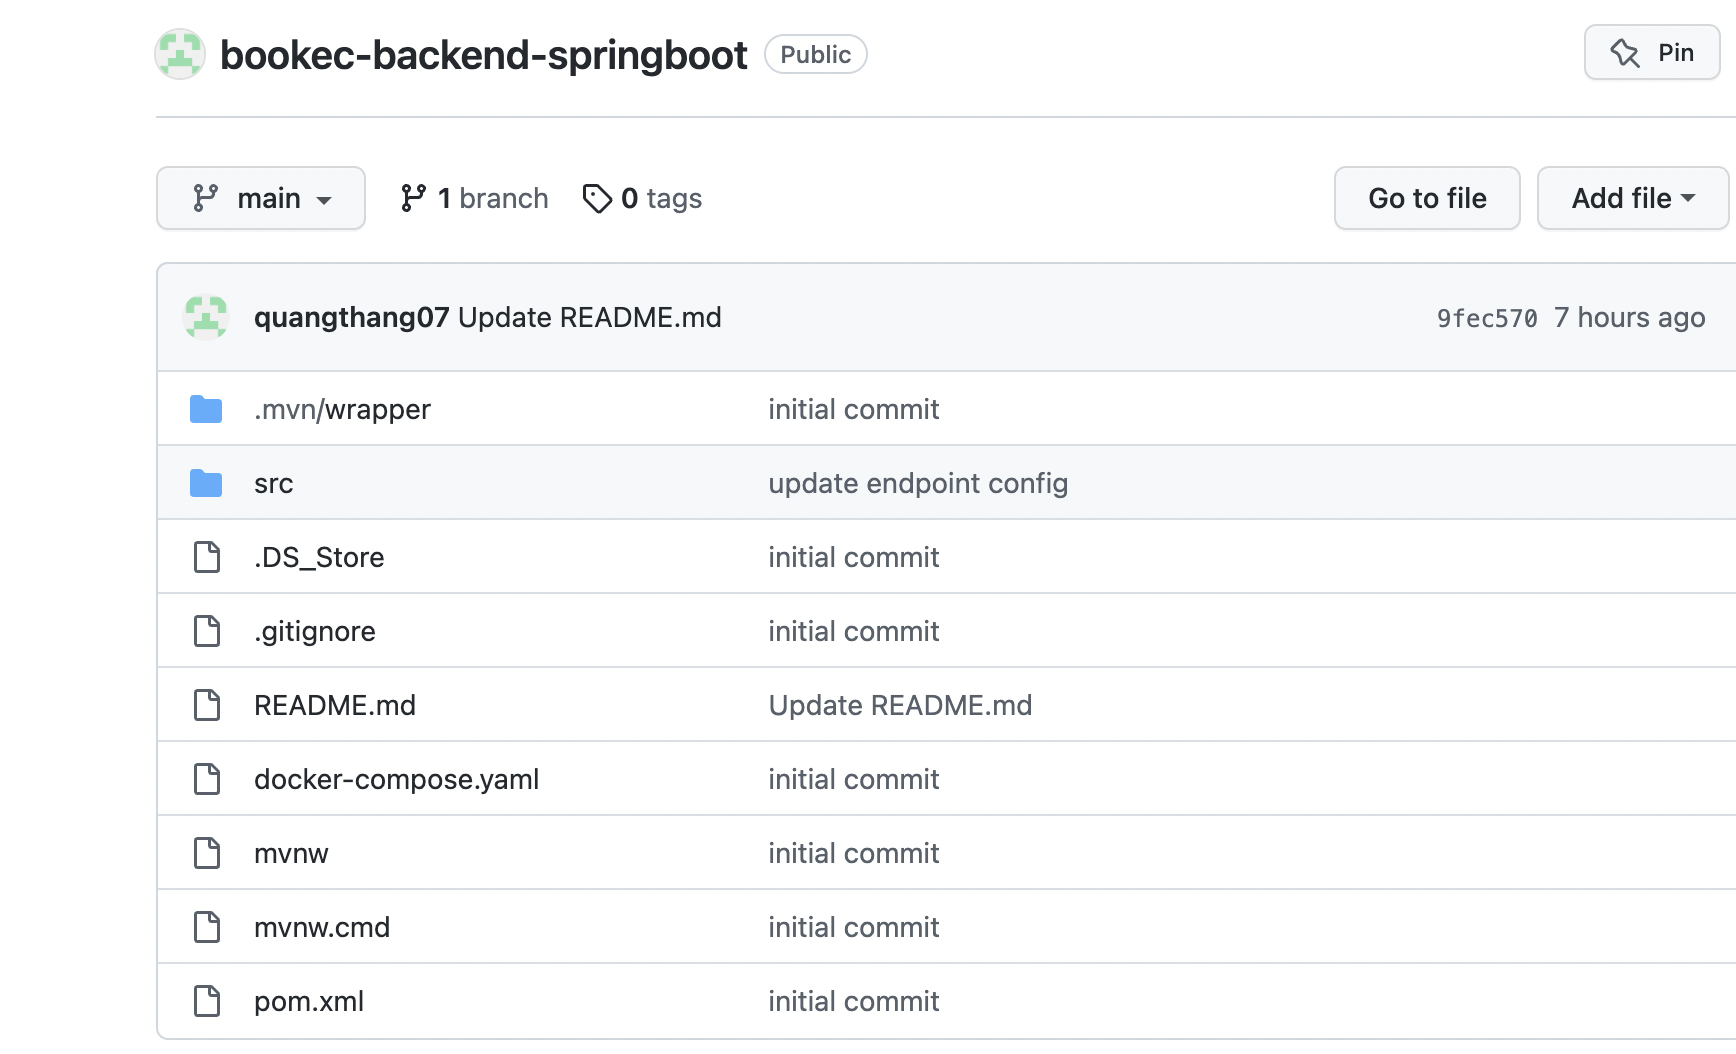 bookec-backend-springboot Public Pin
main 1 branch 0 tags Go to file Add file
quangthang07 Update README.md 9fec570 7 hours ago
.mvn/wrapper initial commit
src update endpoint config
.DS_Store initial commit
.gitignore initial commit
README.md Update README.md
docker-compose.yaml initial commit
mvnw initial commit
mvnw.cmd initial commit
pom.xml initial commit